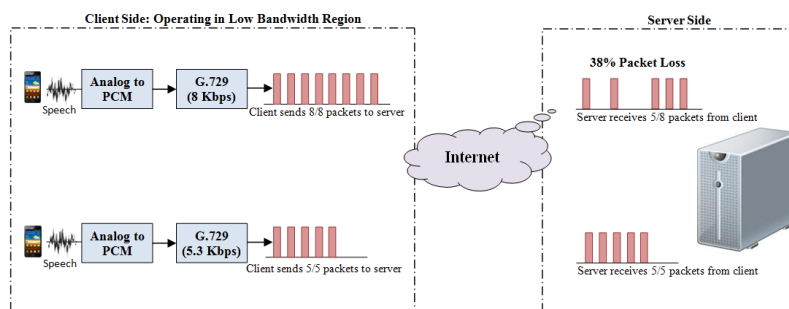 Client Side: Operating in Low Bandwidth Region
Speech
Analog to
PCM
G.729
(8 Kbps)
Client sends 8/8 packets to server
Speech
Analog to
PCM
G.729
(5.3 Kbps)
Client sends 5/5 packets to server
Internet
Server Side
38% Packet Loss
Server receives 5/8 packets from client
Server receives 5/5 packets from client